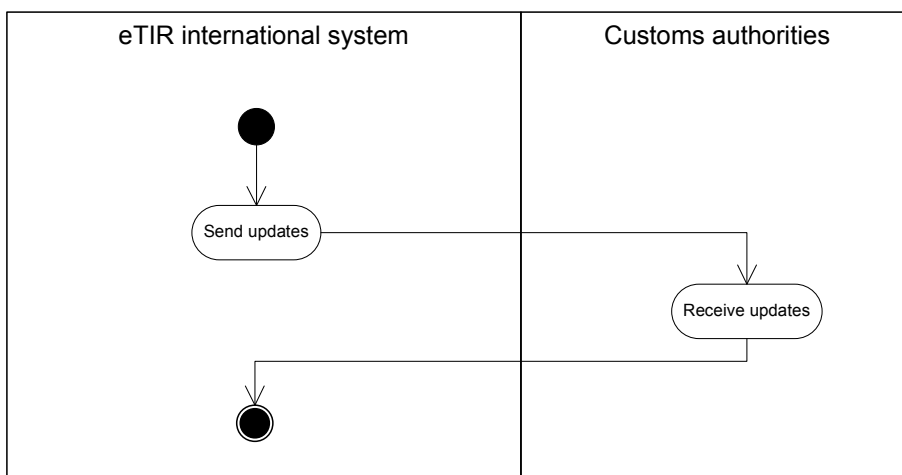 eTIR international system
Customs authorities
Send updates
Receive updates